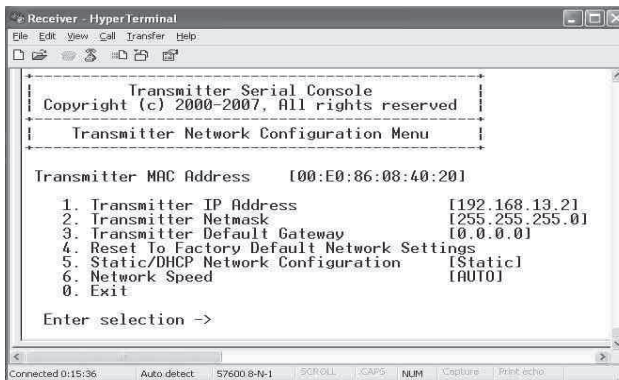 Receiver - HyperTerminal
File Edit View Call Transfer Help
Transmitter Serial Console
Copyright (c) 2000-2007, All rights reserved
Transmitter Network Configuration Menu
Transmitter MAC Address [00:E0:86:08:40:20]
1. Transmitter IP Address [192.168.13.2]
2. Transmitter Netmask [255.255.255.0]
3. Transmitter Default Gateway [0.0.0.0]
4. Reset To Factory Default Network Settings
5. Static/DHCP Network Configuration [Static]
6. Network Speed [AUTO]
0. Exit
Enter selection ->
Connected 0:15:36 Auto detect 57600 8-N-1 SCROLL CAPS NUM Capture Print echo